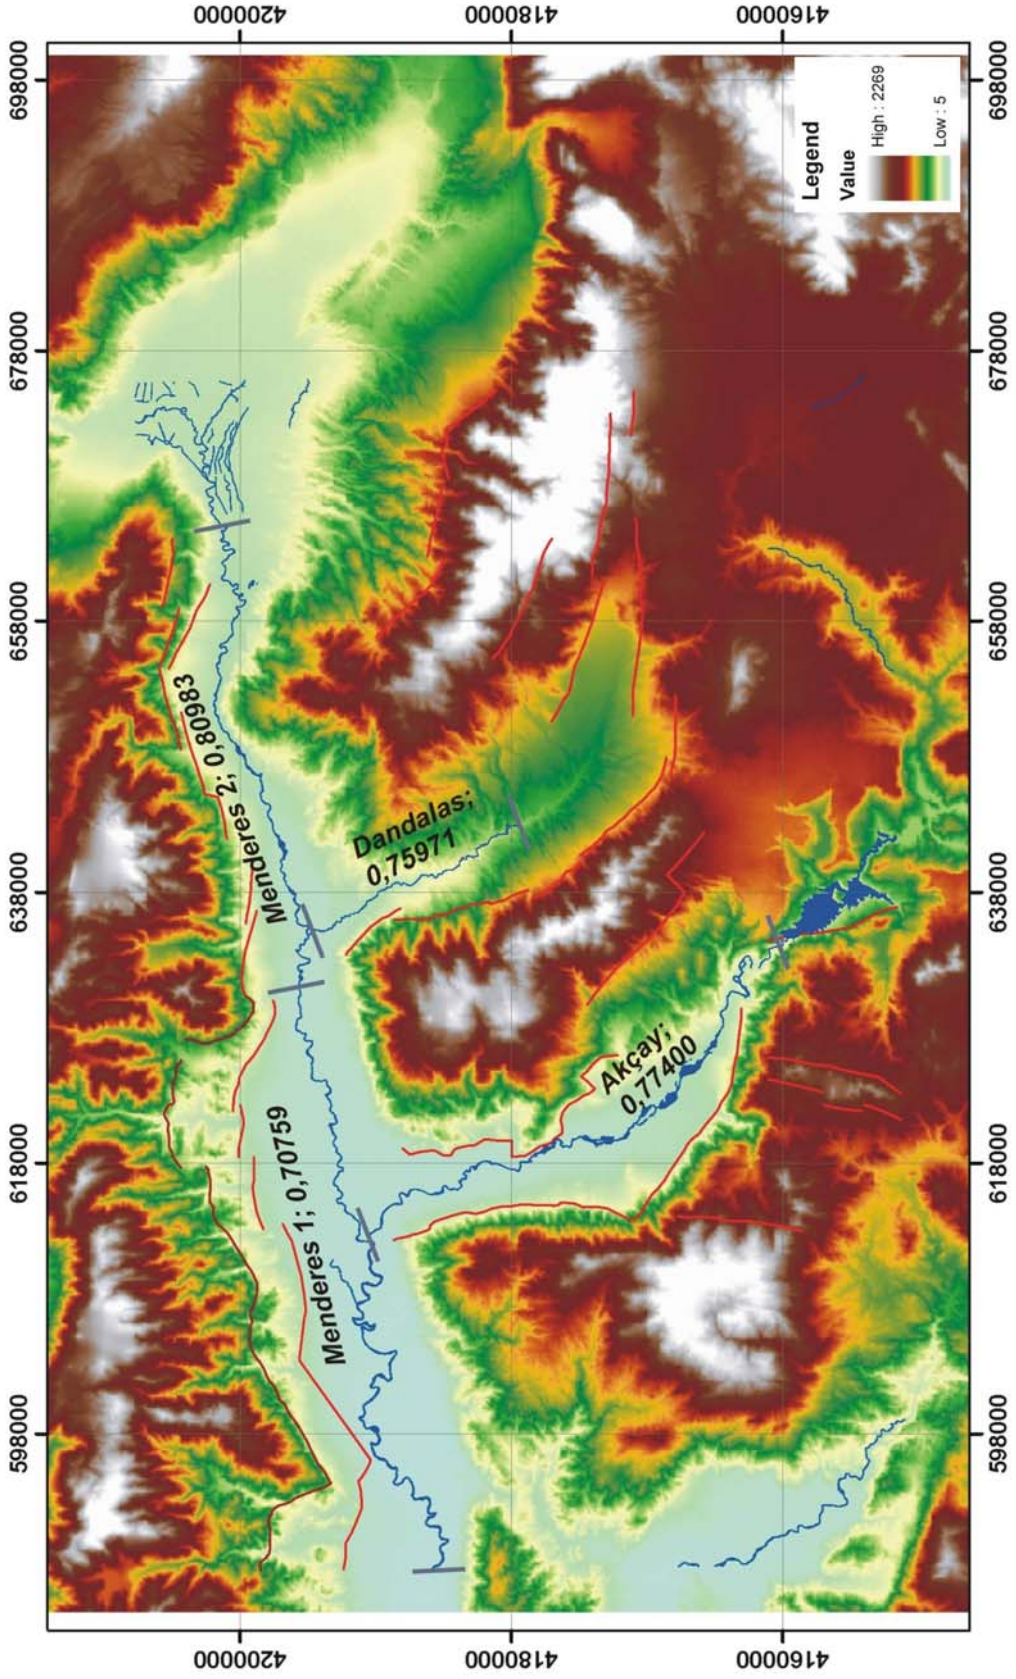 4200000
4180000
4160000
698000
678000
658000
638000
618000
598000
698000
678000
658000
638000
618000
598000
4200000
4180000
4160000
Menderes 1; 0,70759
Menderes 2; 0,80983
Dandalas;
0,75971
Akçay;
0,77400
Legend
Value
High : 2269
Low : 5